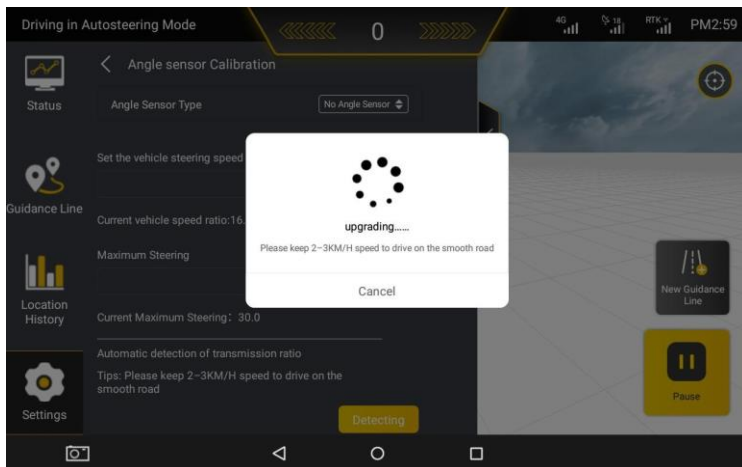 Driving in Autosteering Mode
0
4G
18
RTK
PM2:59
Status
Angle sensor Calibration
Angle Sensor Type
No Angle Sensor
Set the vehicle steering speed
Guidance Line
Current vehicle speed ratio:16.
Maximum Steering
Location
History
Current Maximum Steering: 30.0
Automatic detection of transmission ratio
Tips: Please keep 2-3KM/H speed to drive on the
smooth road
Settings
Detecting
upgrading......
Please keep 2-3KM/H speed to drive on the smooth road
Cancel
New Guidance
Line
Pause